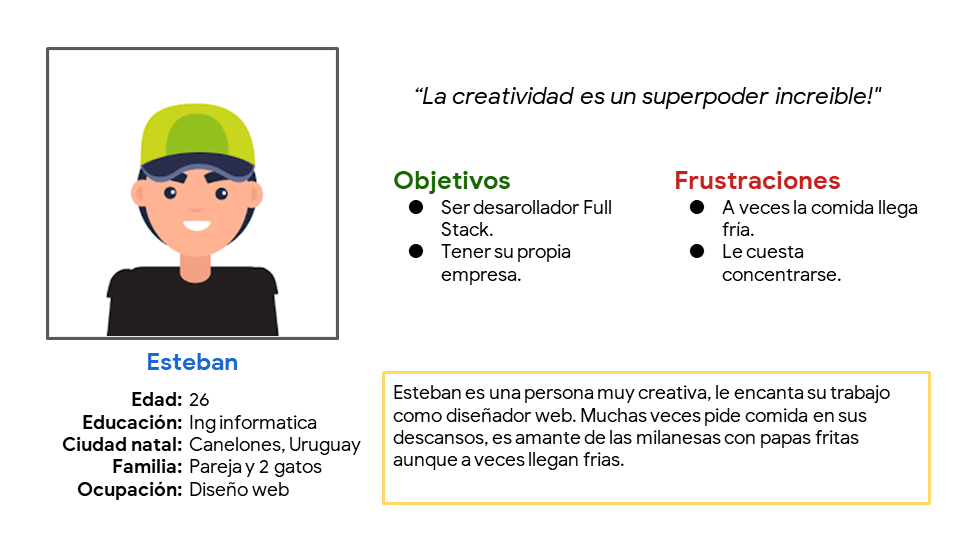 “La creatividad es un superpoder increible!"
Objetivos
● Ser desarollador Full
Stack.
● Tener su propia
empresa.
Frustraciones
● A veces la comida llega
fría.
● Le cuesta
concentrarse.
Esteban
Edad: 26
Educación: Ing informatica
Ciudad natal: Canelones, Uruguay
Familia: Pareja y 2 gatos
Ocupación: Diseño web
Esteban es una persona muy creativa, le encanta su trabajo
como diseñador web. Muchas veces pide comida en sus
descansos, es amante de las milanesas con papas fritas
aunque a veces llegan frias.